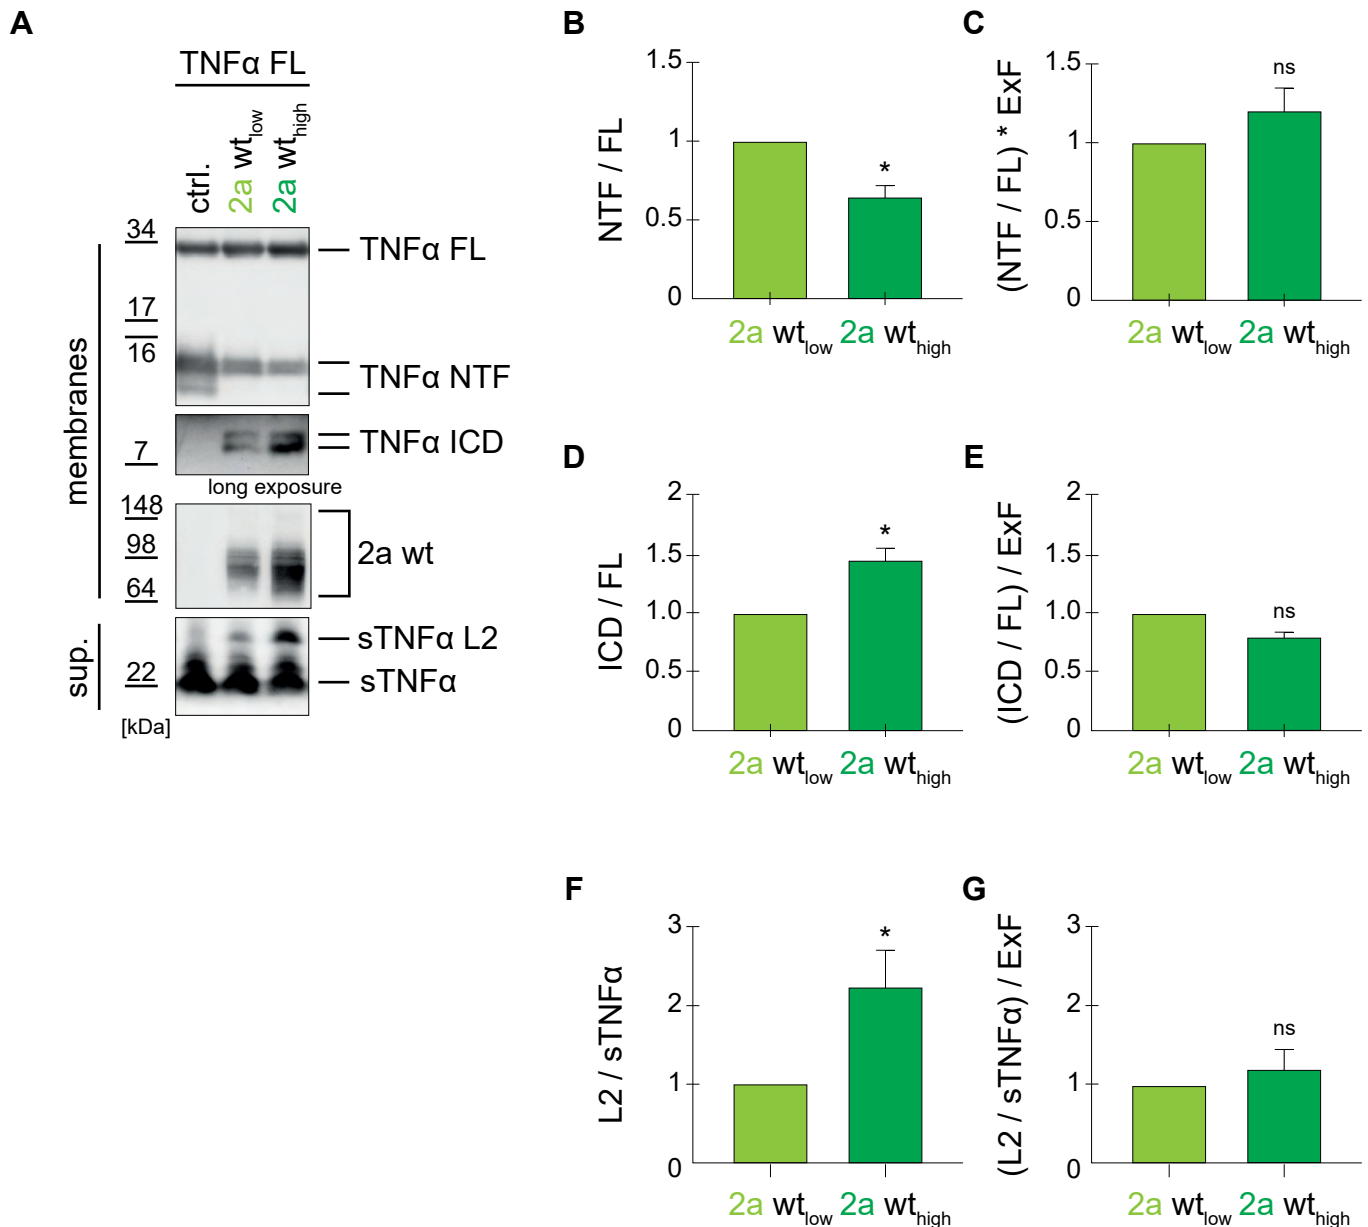 A
TNFα FL
ctrl.
2a wtlow
2a wthigh
membranes
34
17
16
7
TNFα FL
TNFα NTF
TNFα ICD
long exposure
148
98
64
2a wt
sup.
22
[kDa]
sTNFα L2
sTNFα
B
NTF / FL
1.5
1
0.5
0
*
2a wtlow 2a wthigh
C
(NTF / FL) * ExF
1.5
1
0.5
0
ns
2a wtlow 2a wthigh
D
ICD / FL
2
1.5
1.0
0.5
0
*
2a wtlow 2a wthigh
E
(ICD / FL) / ExF
2
1.5
1.0
0.5
0
ns
2a wtlow 2a wthigh
F
L2 / sTNFα
3
2
1
0
*
2a wtlow 2a wthigh
G
(L2 / sTNFα) / ExF
3
2
1
0
ns
2a wtlow 2a wthigh